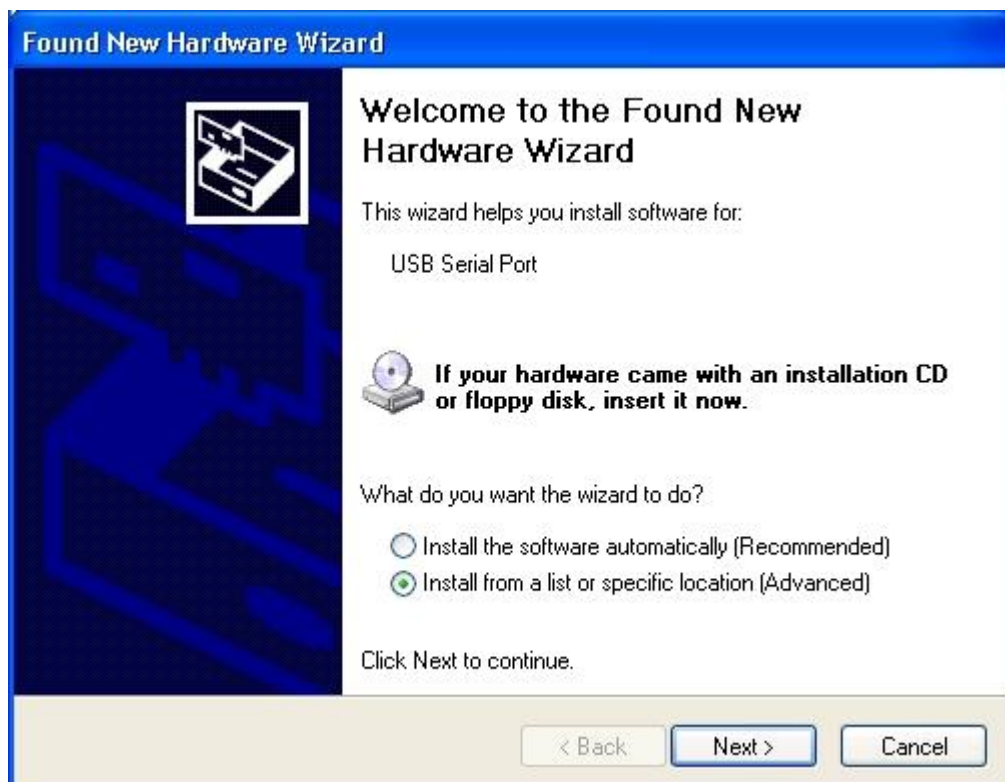 Found New Hardware Wizard
Welcome to the Found New
Hardware Wizard
This wizard helps you install software for:
USB Serial Port
If your hardware came with an installation CD
or floppy disk, insert it now.
What do you want the wizard to do?
Install the software automatically (Recommended)
Install from a list or specific location (Advanced)
Click Next to continue.
< Back Next > Cancel